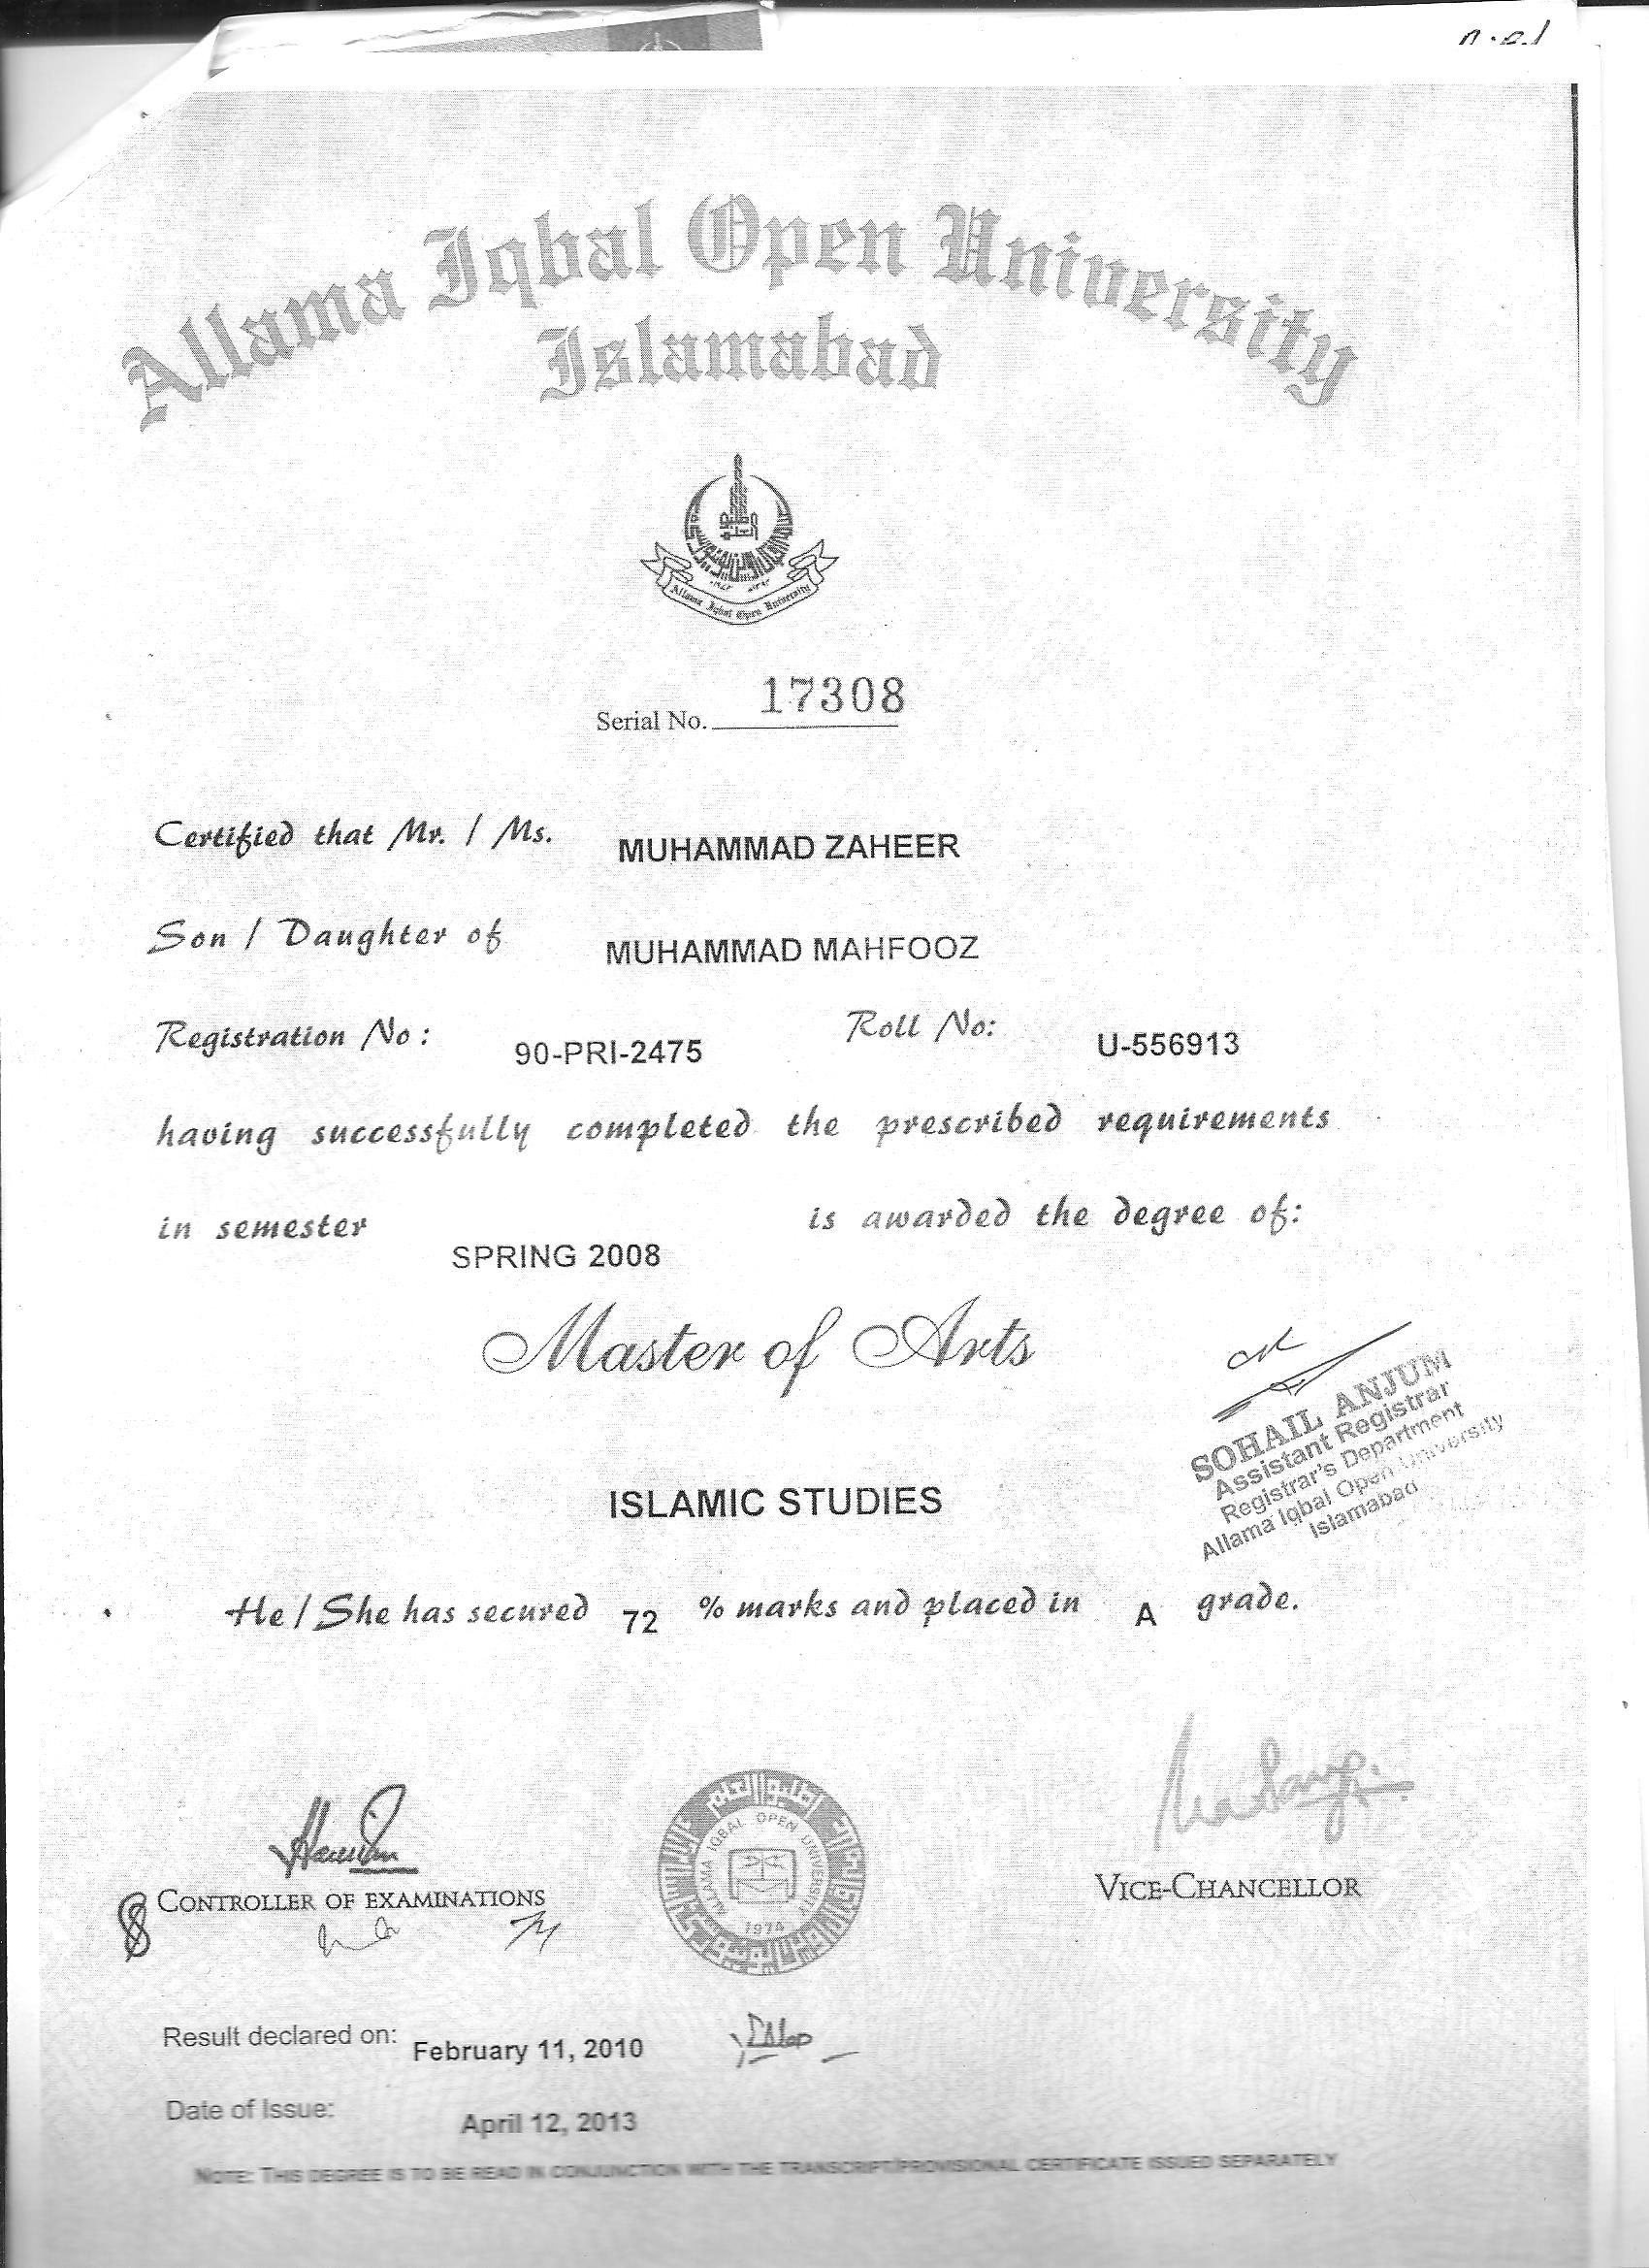 Allama Iqbal Open University
Islamabad
Allama Iqbal Open University
Serial No. 17308
Certified that Mr. / Ms. MUHAMMAD ZAHEER
Son / Daughter of MUHAMMAD MAHFOOZ
Registration No : 90-PRI-2475 Roll No: U-556913
having successfully completed the prescribed requirements
in semester SPRING 2008 is awarded the degree of:
Master of Arts
SOHAIL ANJUM
Assistant Registrar
Registrar's Department
Allama Iqbal Open University
Islamabad
ISLAMIC STUDIES
He / She has secured 72 % marks and placed in A grade.
ALLAMA IQBAL OPEN UNIVERSITY
1974
CONTROLLER OF EXAMINATIONS
VICE-CHANCELLOR
Result declared on: February 11, 2010
Date of Issue: April 12, 2013
NOTE: THIS DEGREE IS TO BE READ IN CONJUNCTION WITH THE TRANSCRIPT/PROVISIONAL CERTIFICATE ISSUED SEPARATELY